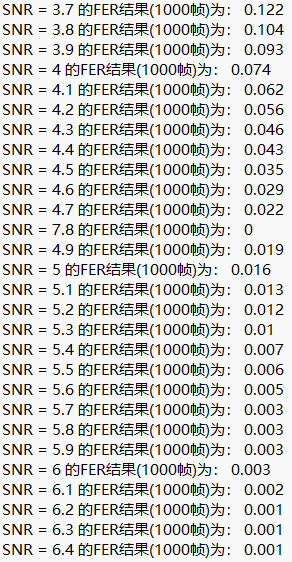 SNR = 3.7 的FER结果(1000帧)为： 0.122
SNR = 3.8 的FER结果(1000帧)为： 0.104
SNR = 3.9 的FER结果(1000帧)为： 0.093
SNR = 4 的FER结果(1000帧)为： 0.074
SNR = 4.1 的FER结果(1000帧)为： 0.062
SNR = 4.2 的FER结果(1000帧)为： 0.056
SNR = 4.3 的FER结果(1000帧)为： 0.046
SNR = 4.4 的FER结果(1000帧)为： 0.043
SNR = 4.5 的FER结果(1000帧)为： 0.035
SNR = 4.6 的FER结果(1000帧)为： 0.029
SNR = 4.7 的FER结果(1000帧)为： 0.022
SNR = 7.8 的FER结果(1000帧)为： 0
SNR = 4.9 的FER结果(1000帧)为： 0.019
SNR = 5 的FER结果(1000帧)为： 0.016
SNR = 5.1 的FER结果(1000帧)为： 0.013
SNR = 5.2 的FER结果(1000帧)为： 0.012
SNR = 5.3 的FER结果(1000帧)为： 0.01
SNR = 5.4 的FER结果(1000帧)为： 0.007
SNR = 5.5 的FER结果(1000帧)为： 0.006
SNR = 5.6 的FER结果(1000帧)为： 0.005
SNR = 5.7 的FER结果(1000帧)为： 0.003
SNR = 5.8 的FER结果(1000帧)为： 0.003
SNR = 5.9 的FER结果(1000帧)为： 0.003
SNR = 6 的FER结果(1000帧)为： 0.003
SNR = 6.1 的FER结果(1000帧)为： 0.002
SNR = 6.2 的FER结果(1000帧)为： 0.001
SNR = 6.3 的FER结果(1000帧)为： 0.001
SNR = 6.4 的FER结果(1000帧)为： 0.001